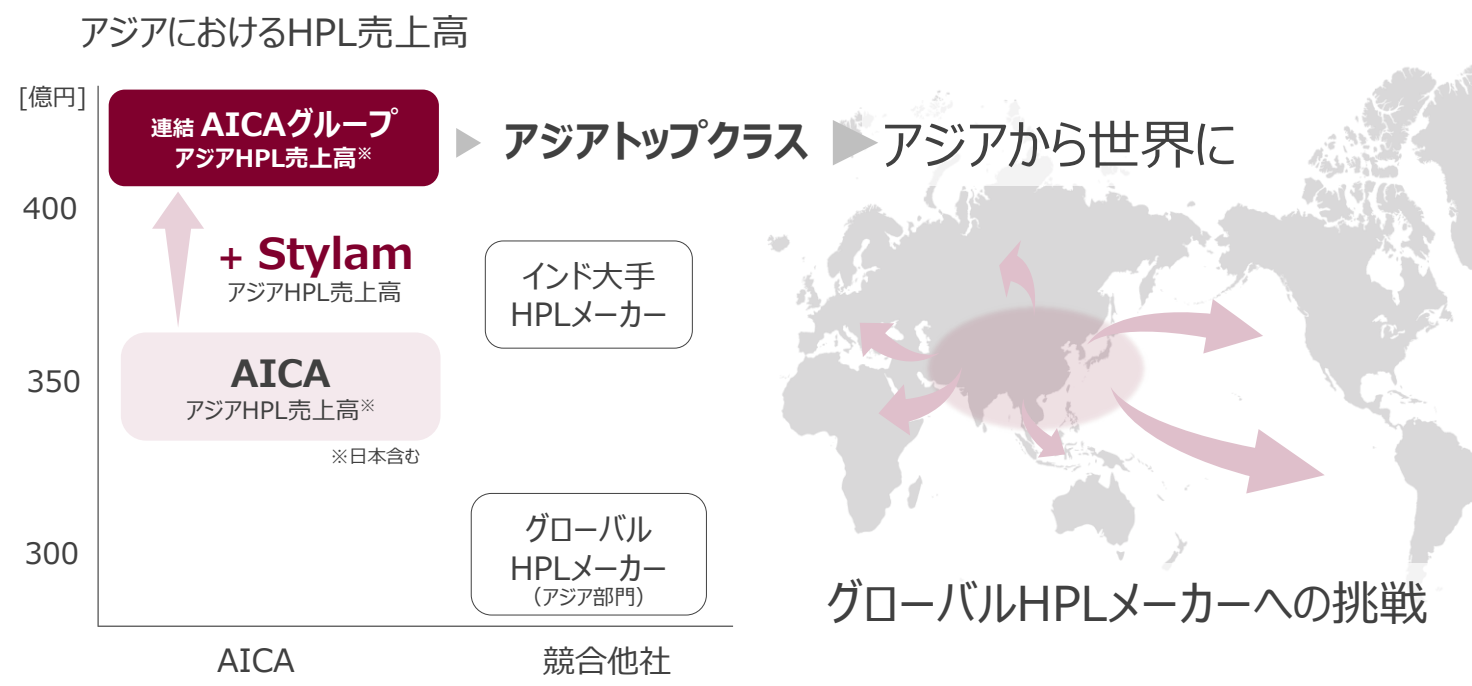 アジアにおけるHPL売上高
[億円]
連結 AICAグループ
アジアHPL売上高※
アジアトップクラス
アジアから世界に
400
+ Stylam
アジアHPL売上高
インド大手
HPLメーカー
350
AICA
アジアHPL売上高※
※日本含む
300
グローバル
HPLメーカー
（アジア部門）
グローバルHPLメーカーへの挑戦
AICA
競合他社